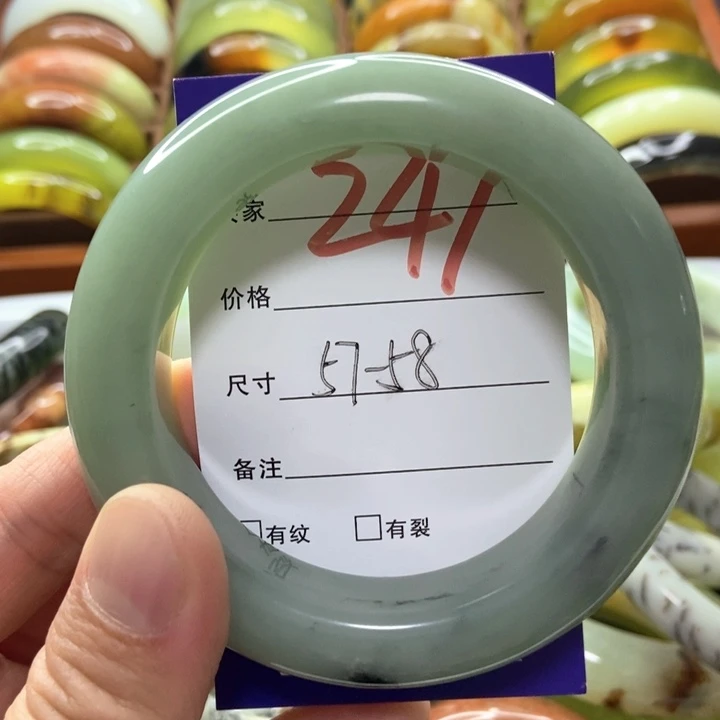 家 241
价格
尺寸 57-58
备注
有纹 有裂